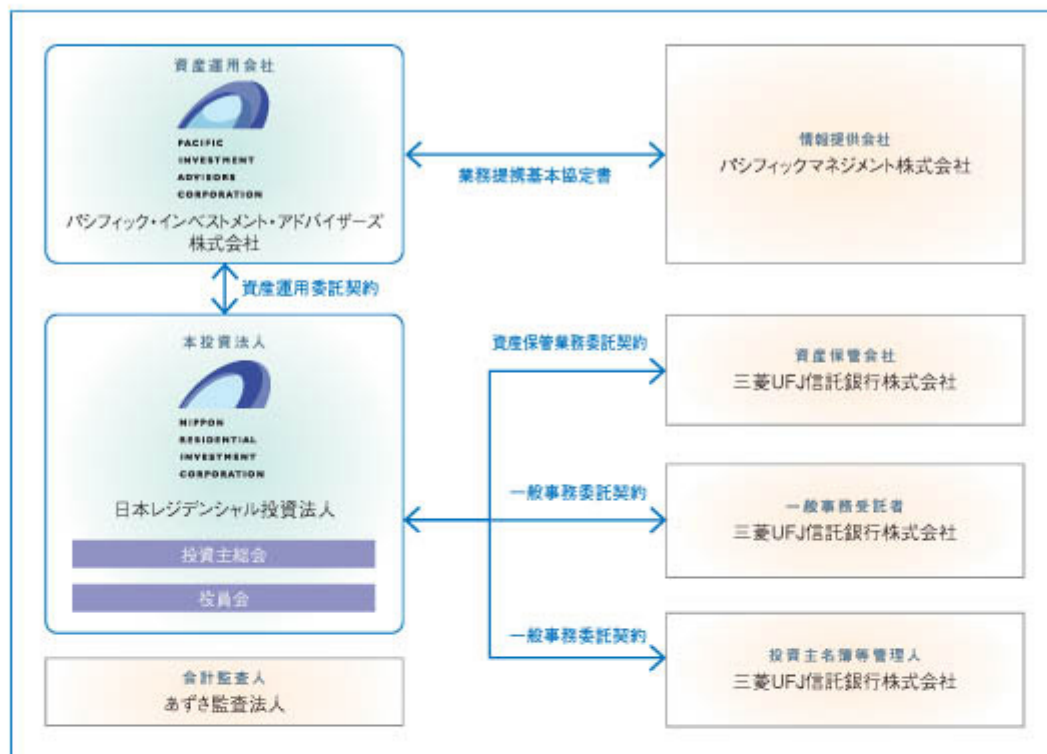 資産運用会社
PACIFIC
INVESTMENT
ADVISORS
CORPORATION
パシフィック・インベストメント・アドバイザーズ
株式会社
業務提携基本協定書
情報提供会社
パシフィックマネジメント株式会社
資産運用委託契約
本投資法人
NIPPON
RESIDENTIAL
INVESTMENT
CORPORATION
日本レジデンシャル投資法人
投資主総会
役員会
資産保管業務委託契約
資産保管会社
三菱UFJ信託銀行株式会社
一般事務委託契約
一般事務受託者
三菱UFJ信託銀行株式会社
一般事務委託契約
投資主名簿等管理人
三菱UFJ信託銀行株式会社
会計監査人
あずさ監査法人